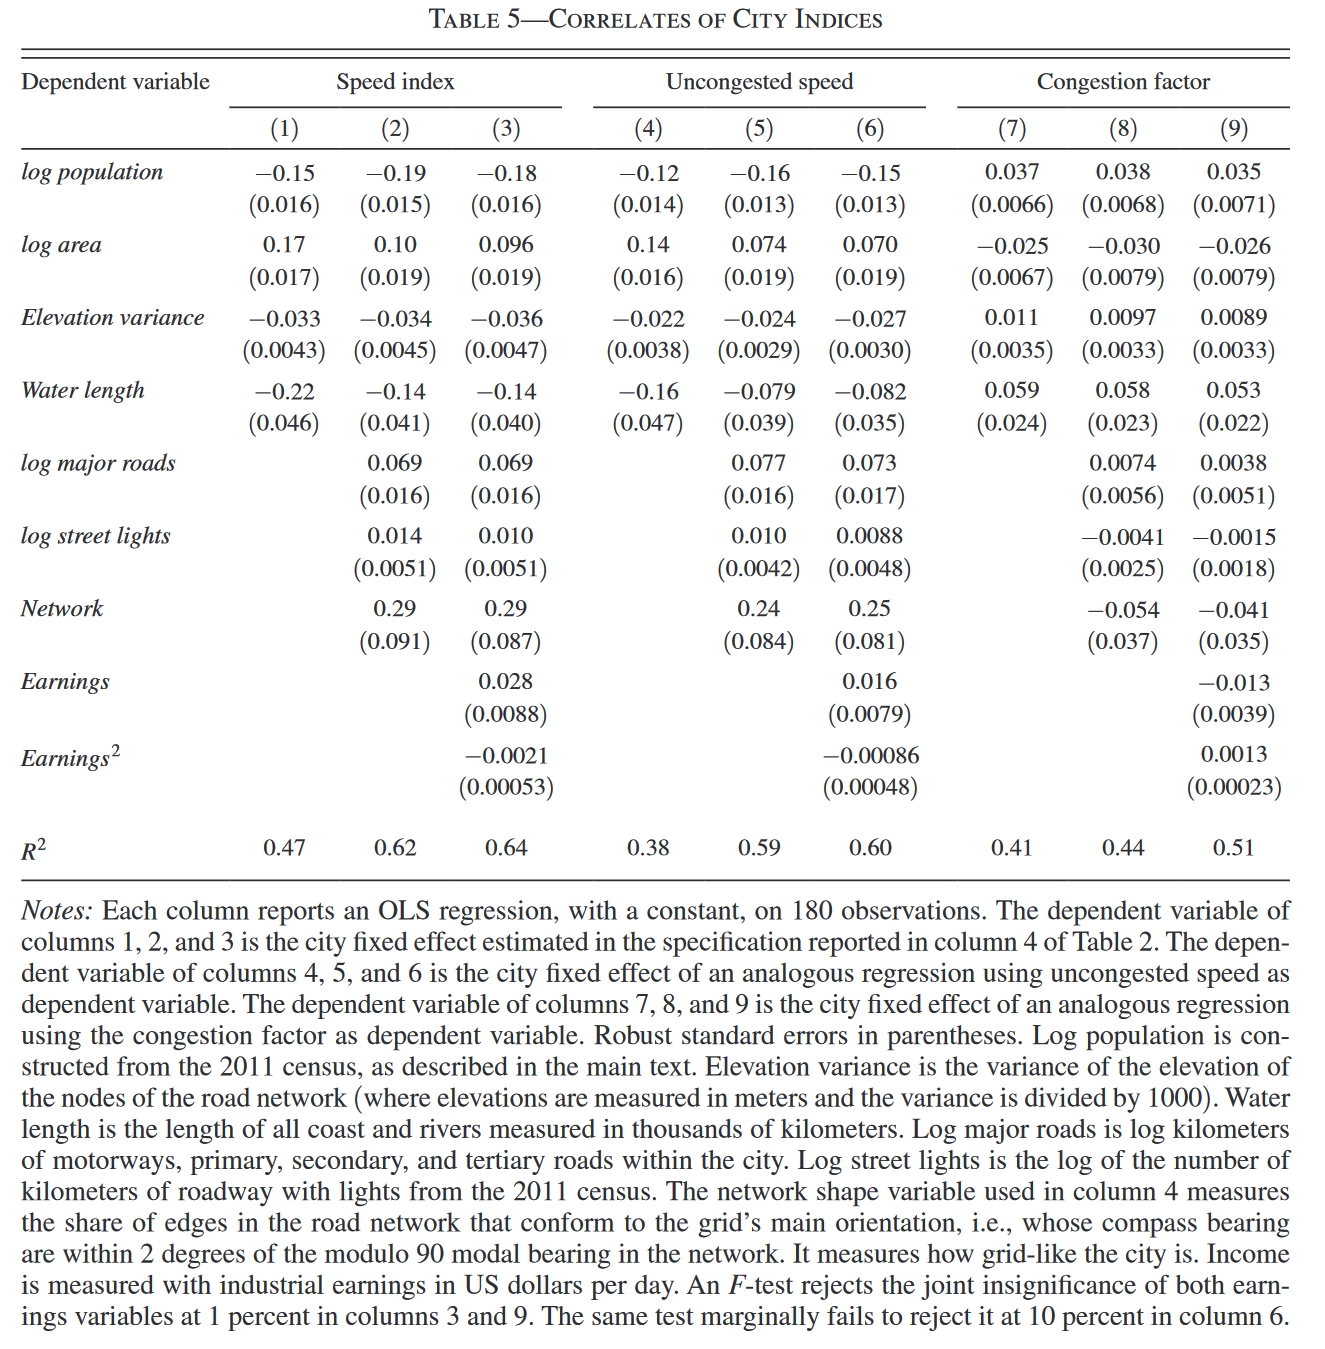 TABLE 5—CORRELATES OF CITY INDICES
Dependent variable Speed index Uncongested speed Congestion factor
(1) (2) (3) (4) (5) (6) (7) (8) (9)
log population −0.15 −0.19 −0.18 −0.12 −0.16 −0.15 0.037 0.038 0.035
(0.016) (0.015) (0.016) (0.014) (0.013) (0.013) (0.0066) (0.0068) (0.0071)
log area 0.17 0.10 0.096 0.14 0.074 0.070 −0.025 −0.030 −0.026
(0.017) (0.019) (0.019) (0.016) (0.019) (0.019) (0.0067) (0.0079) (0.0079)
Elevation variance −0.033 −0.034 −0.036 −0.022 −0.024 −0.027 0.011 0.0097 0.0089
(0.0043) (0.0045) (0.0047) (0.0038) (0.0029) (0.0030) (0.0035) (0.0033) (0.0033)
Water length −0.22 −0.14 −0.14 −0.16 −0.079 −0.082 0.059 0.058 0.053
(0.046) (0.041) (0.040) (0.047) (0.039) (0.035) (0.024) (0.023) (0.022)
log major roads 0.069 0.069 0.077 0.073 0.0074 0.0038
(0.016) (0.016) (0.016) (0.017) (0.0056) (0.0051)
log street lights 0.014 0.010 0.010 0.0088 −0.0041 −0.0015
(0.0051) (0.0051) (0.0042) (0.0048) (0.0025) (0.0018)
Network 0.29 0.29 0.24 0.25 −0.054 −0.041
(0.091) (0.087) (0.084) (0.081) (0.037) (0.035)
Earnings 0.028 0.016 −0.013
(0.0088) (0.0079) (0.0039)
Earnings² −0.0021 −0.00086 0.0013
(0.00053) (0.00048) (0.00023)
R² 0.47 0.62 0.64 0.38 0.59 0.60 0.41 0.44 0.51
Notes: Each column reports an OLS regression, with a constant, on 180 observations. The dependent variable of
columns 1, 2, and 3 is the city fixed effect estimated in the specification reported in column 4 of Table 2. The depen-
dent variable of columns 4, 5, and 6 is the city fixed effect of an analogous regression using uncongested speed as
dependent variable. The dependent variable of columns 7, 8, and 9 is the city fixed effect of an analogous regression
using the congestion factor as dependent variable. Robust standard errors in parentheses. Log population is con-
structed from the 2011 census, as described in the main text. Elevation variance is the variance of the elevation of
the nodes of the road network (where elevations are measured in meters and the variance is divided by 1000). Water
length is the length of all coast and rivers measured in thousands of kilometers. Log major roads is log kilometers
of motorways, primary, secondary, and tertiary roads within the city. Log street lights is the log of the number of
kilometers of roadway with lights from the 2011 census. The network shape variable used in column 4 measures
the share of edges in the road network that conform to the grid's main orientation, i.e., whose compass bearing
are within 2 degrees of the modulo 90 modal bearing in the network. It measures how grid-like the city is. Income
is measured with industrial earnings in US dollars per day. An F-test rejects the joint insignificance of both earn-
ings variables at 1 percent in columns 3 and 9. The same test marginally fails to reject it at 10 percent in column 6.